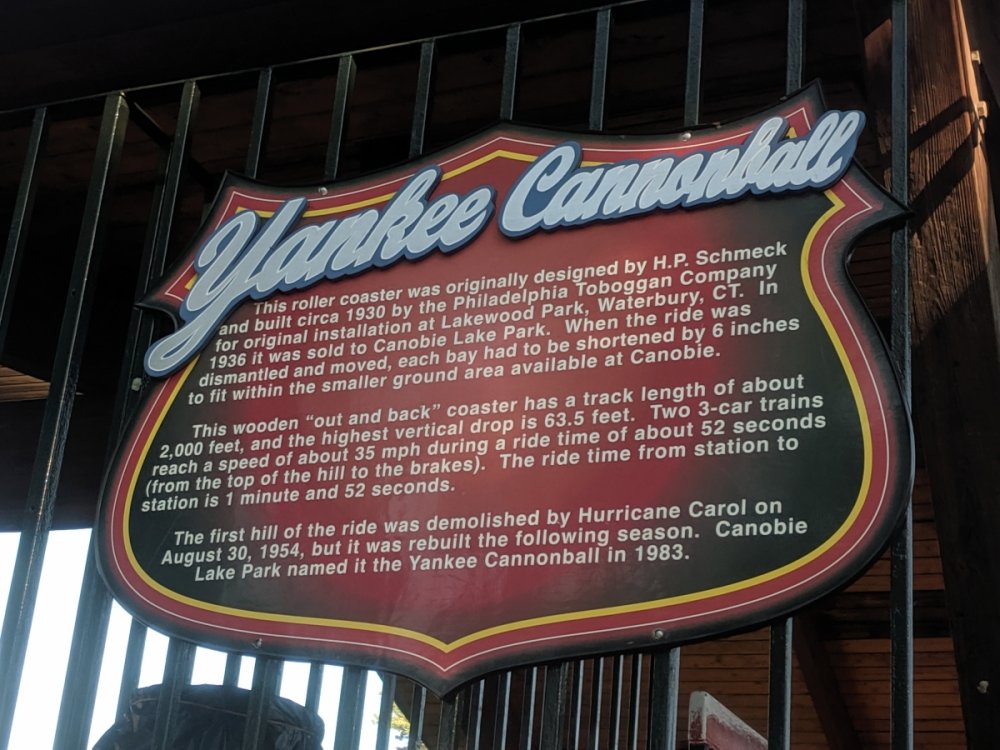 Yankee Cannonball
This roller coaster was originally designed by H.P. Schmeck
and built circa 1930 by the Philadelphia Toboggan Company
for original installation at Lakewood Park, Waterbury, CT. In
1936 it was sold to Canobie Lake Park. When the ride was
dismantled and moved, each bay had to be shortened by 6 inches
to fit within the smaller ground area available at Canobie.
This wooden "out and back" coaster has a track length of about
2,000 feet, and the highest vertical drop is 63.5 feet. Two 3-car trains
reach a speed of about 35 mph during a ride time of about 52 seconds
(from the top of the hill to the brakes). The ride time from station to
station is 1 minute and 52 seconds.
The first hill of the ride was demolished by Hurricane Carol on
August 30, 1954, but it was rebuilt the following season. Canobie
Lake Park named it the Yankee Cannonball in 1983.